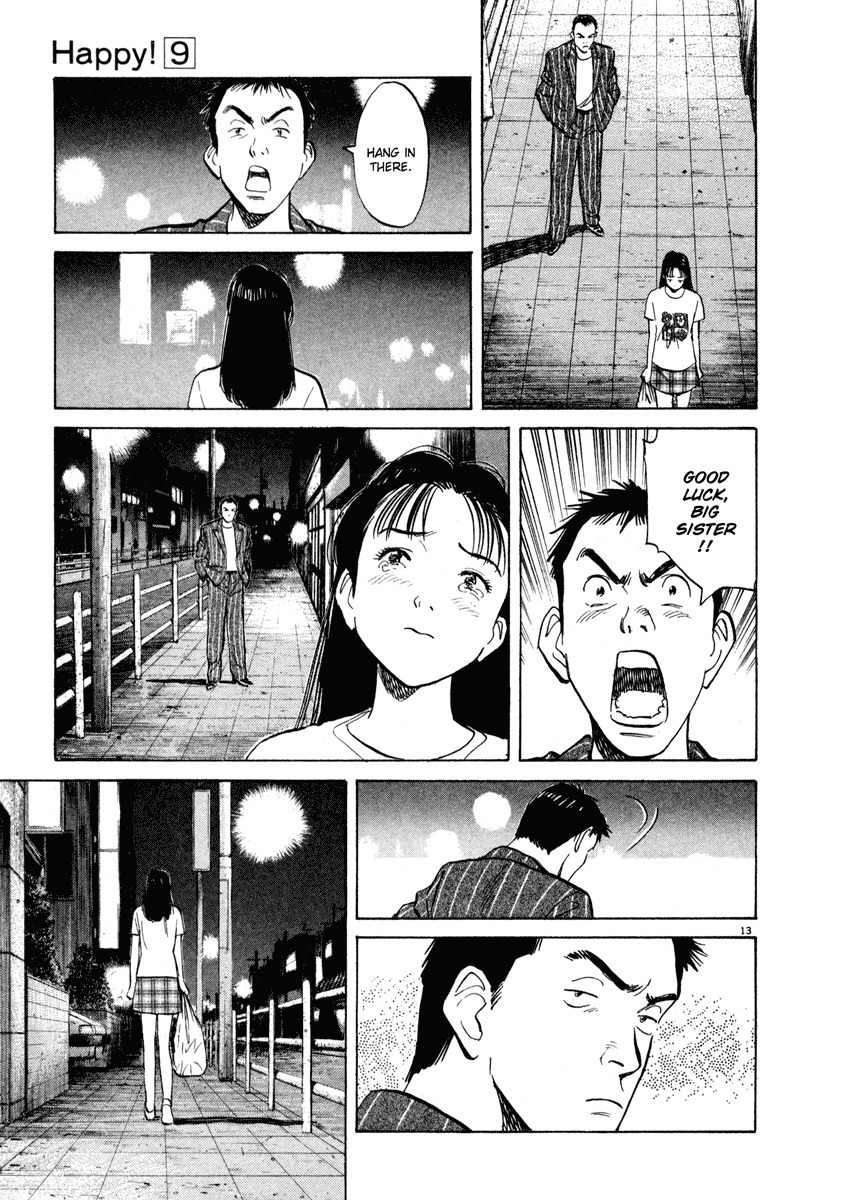 Happy! 9
HANG IN
THERE.
GOOD
LUCK,
BIG
SISTER
!!
13